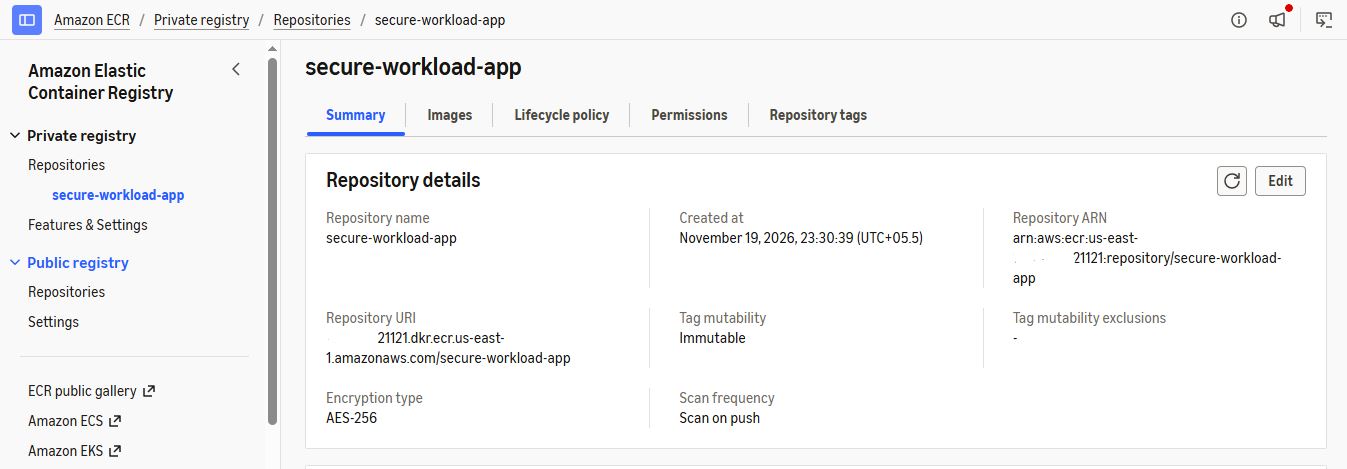 Amazon ECR / Private registry / Repositories / secure-workload-app
Amazon Elastic
Container Registry
Private registry
Repositories
secure-workload-app
Features & Settings
Public registry
Repositories
Settings
ECR public gallery
Amazon ECS
Amazon EKS
secure-workload-app
Summary
Images
Lifecycle policy
Permissions
Repository tags
Repository details
Edit
Repository name
secure-workload-app
Created at
November 19, 2026, 23:30:39 (UTC+05.5)
Repository ARN
arn:aws:ecr:us-east-
21121:repository/secure-workload-
app
Repository URI
21121.dkr.ecr.us-east-
1.amazonaws.com/secure-workload-app
Tag mutability
Immutable
Tag mutability exclusions
-
Encryption type
AES-256
Scan frequency
Scan on push